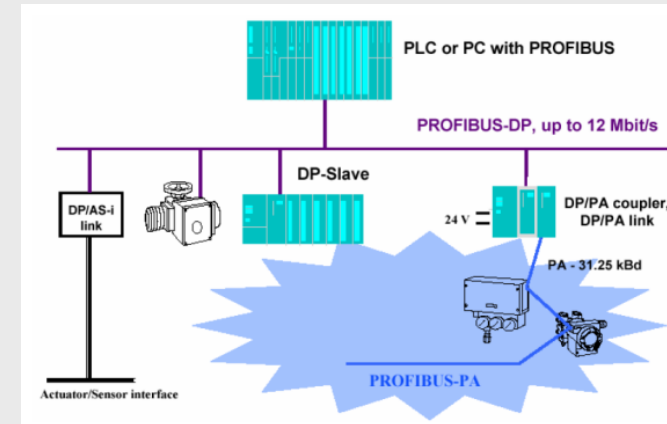 PLC or PC with PROFIBUS
PROFIBUS-DP, up to 12 Mbit/s
DP-Slave
DP/AS-i
link
24 V
DP/PA coupler,
DP/PA link
PA - 31.25 kBd
PROFIBUS-PA
Actuator/Sensor interface